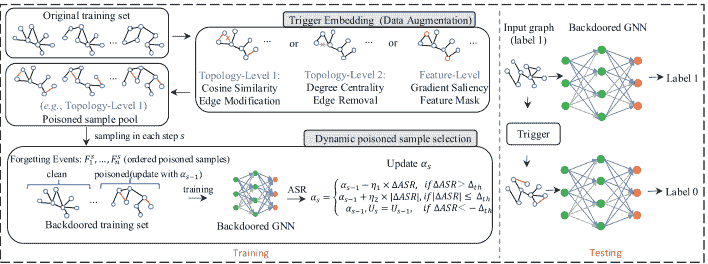 Original training set
...
Trigger Embedding (Data Augmentation)
... or ... or ...
Topology-Level 1:
Cosine Similarity
Edge Modification
Topology-Level 2:
Degree Centrality
Edge Removal
Feature-Level
Gradient Saliency
Feature Mask
...
(e.g., Topology-Level 1)
Poisoned sample pool
sampling in each step s
Dynamic poisoned sample selection
Forgetting Events: F₁ˢ, ..., Fₙˢ (ordered poisoned samples)
clean
poisoned(update with αₛ₋₁)
...
Backdoored training set
training
Backdoored GNN
ASR
Update αₛ
αₛ = { αₛ₋₁ − η₁ × ΔASR, if ΔASR > Δₜₕ
αₛ₋₁ + η₂ × |ΔASR|, if |ΔASR| ≤ Δₜₕ
αₛ₋₁, Uₛ = Uₛ₋₁, if ΔASR < − Δₜₕ
Training
Input graph
(label 1)
Backdoored GNN
Label 1
Trigger
Backdoored GNN
Label 0
Testing